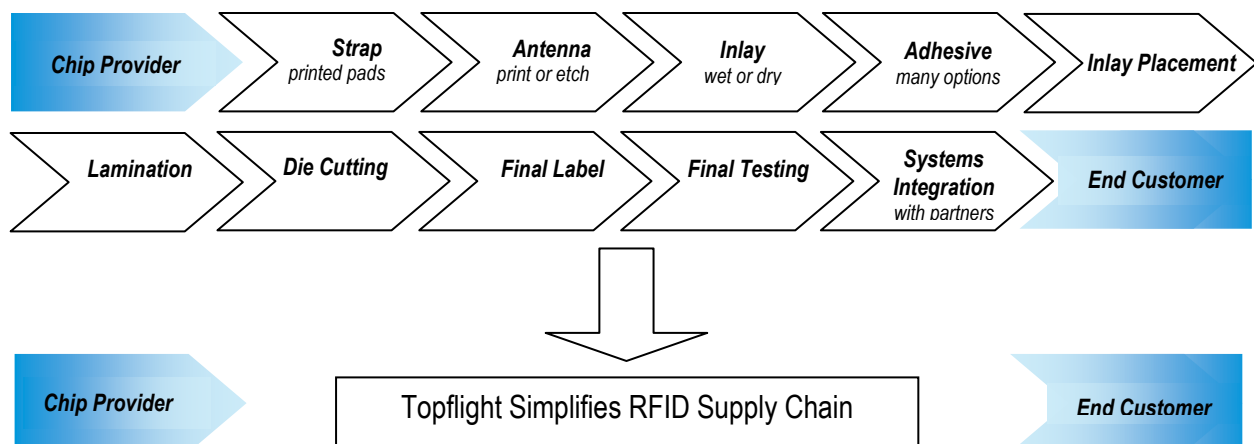 Chip Provider
Strap
printed pads
Antenna
print or etch
Inlay
wet or dry
Adhesive
many options
Inlay Placement
Lamination
Die Cutting
Final Label
Final Testing
Systems
Integration
with partners
End Customer
Chip Provider
Topflight Simplifies RFID Supply Chain
End Customer